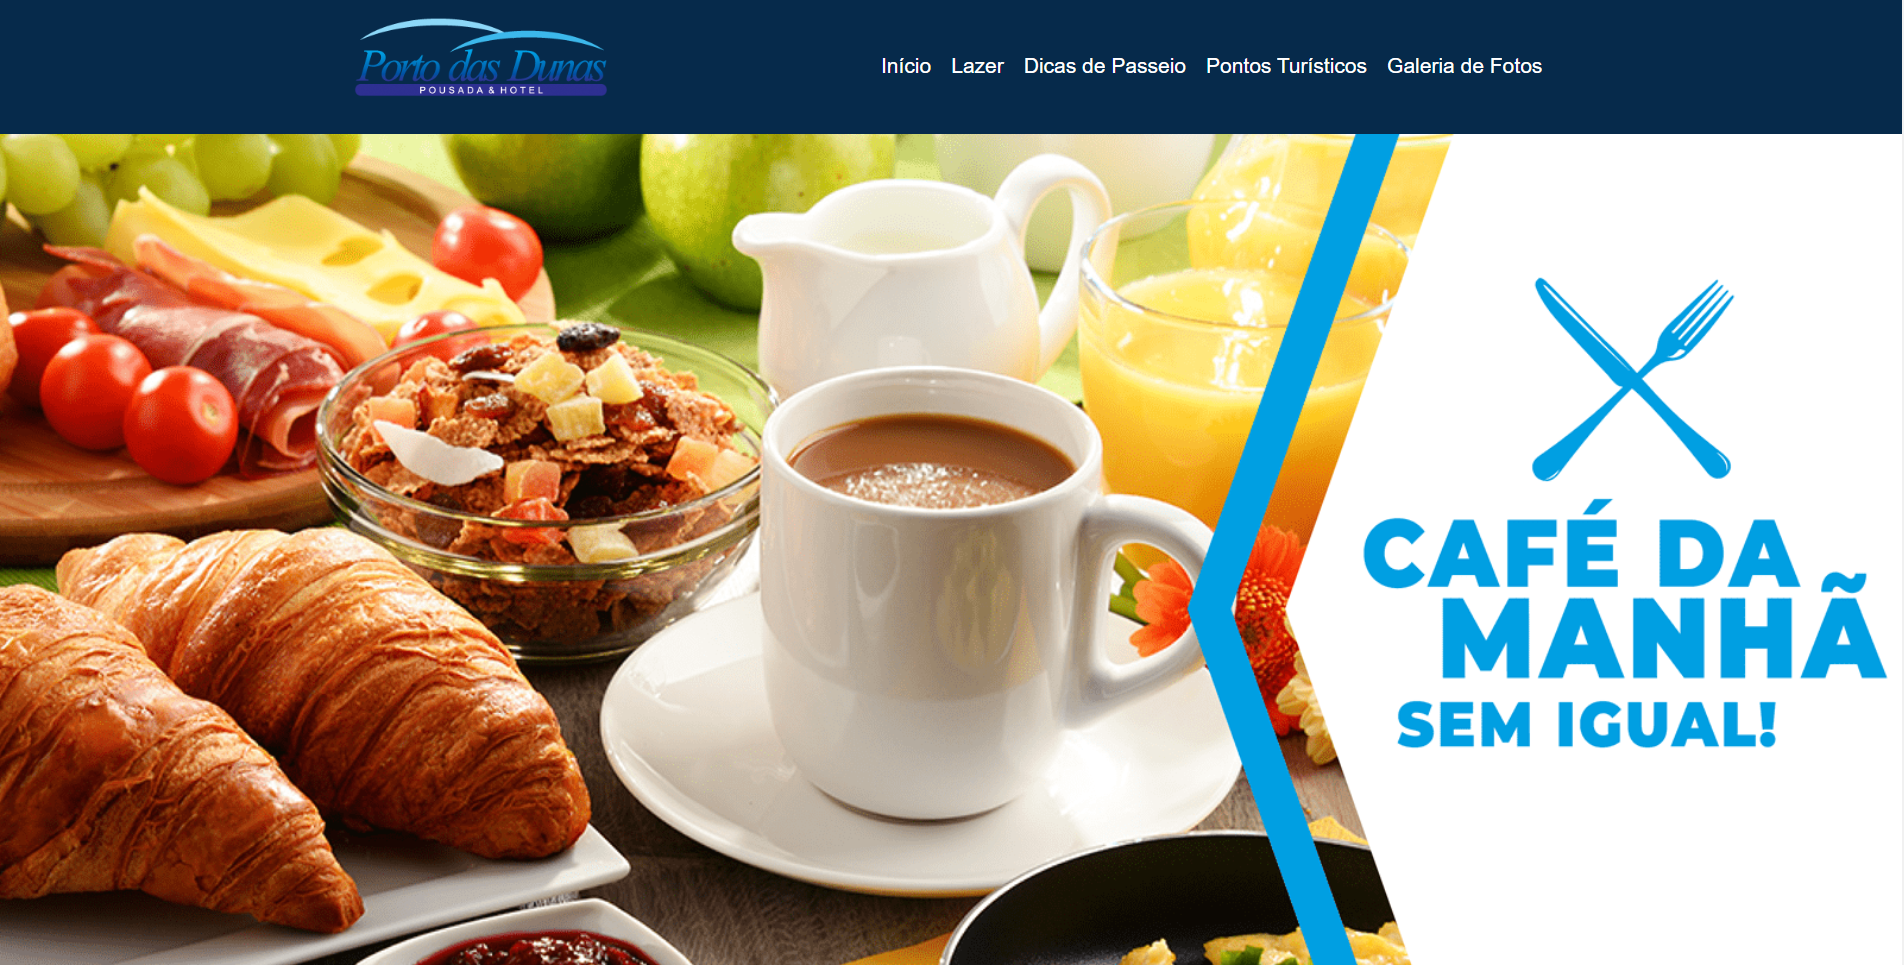 Porto das Dunas
POUSADA & HOTEL
Início Lazer Dicas de Passeio Pontos Turísticos Galeria de Fotos
CAFÉ DA
MANHÃ
SEM IGUAL!